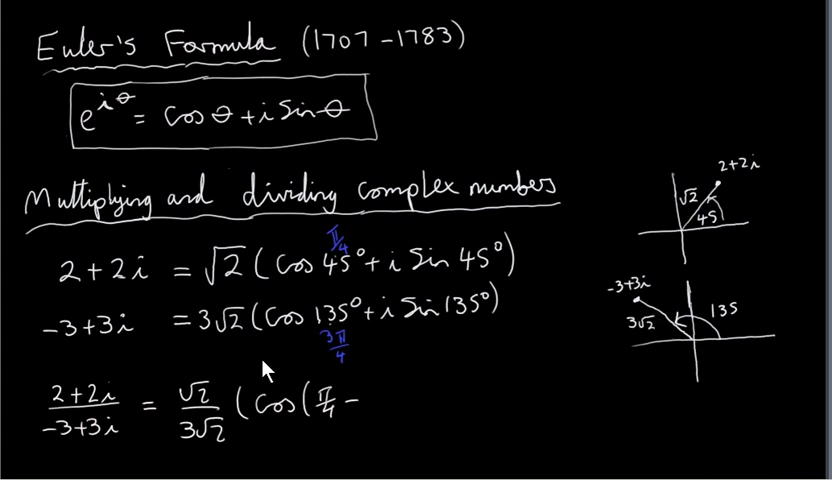 Euler's Formula (1707-1783)
e^{iθ} = cos θ + i sin θ
Multiplying and dividing complex numbers
2+2i
√2
45
π/4
2+2i = √2 (cos 45° + i sin 45°)
-3+3i = 3√2 (cos 135° + i sin 135°)
3π/4
-3+3i
3√2
135
(2+2i)/(-3+3i) = √2/(3√2) (cos(π/4 -